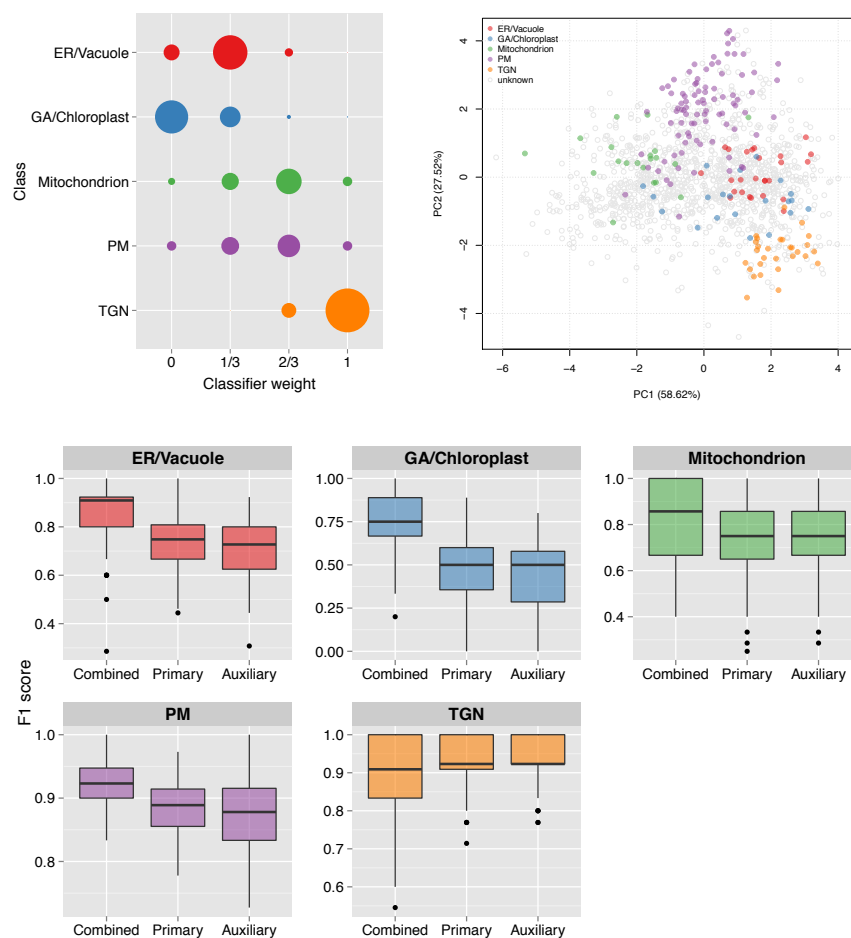 ER/Vacuole
GA/Chloroplast
Mitochondrion
PM
TGN
Class
0 1/3 2/3 1
Classifier weight
ER/Vacuole
GA/Chloroplast
Mitochondrion
PM
TGN
unknown
4
2
0
−2
−4
PC2 (27.52%)
−6 −4 −2 0 2 4
PC1 (58.62%)
F1 score
ER/Vacuole
1.0
0.8
0.6
0.4
Combined Primary Auxiliary
GA/Chloroplast
1.00
0.75
0.50
0.25
0.00
Combined Primary Auxiliary
Mitochondrion
1.0
0.8
0.6
0.4
Combined Primary Auxiliary
PM
1.0
0.9
0.8
Combined Primary Auxiliary
TGN
1.0
0.9
0.8
0.7
0.6
Combined Primary Auxiliary